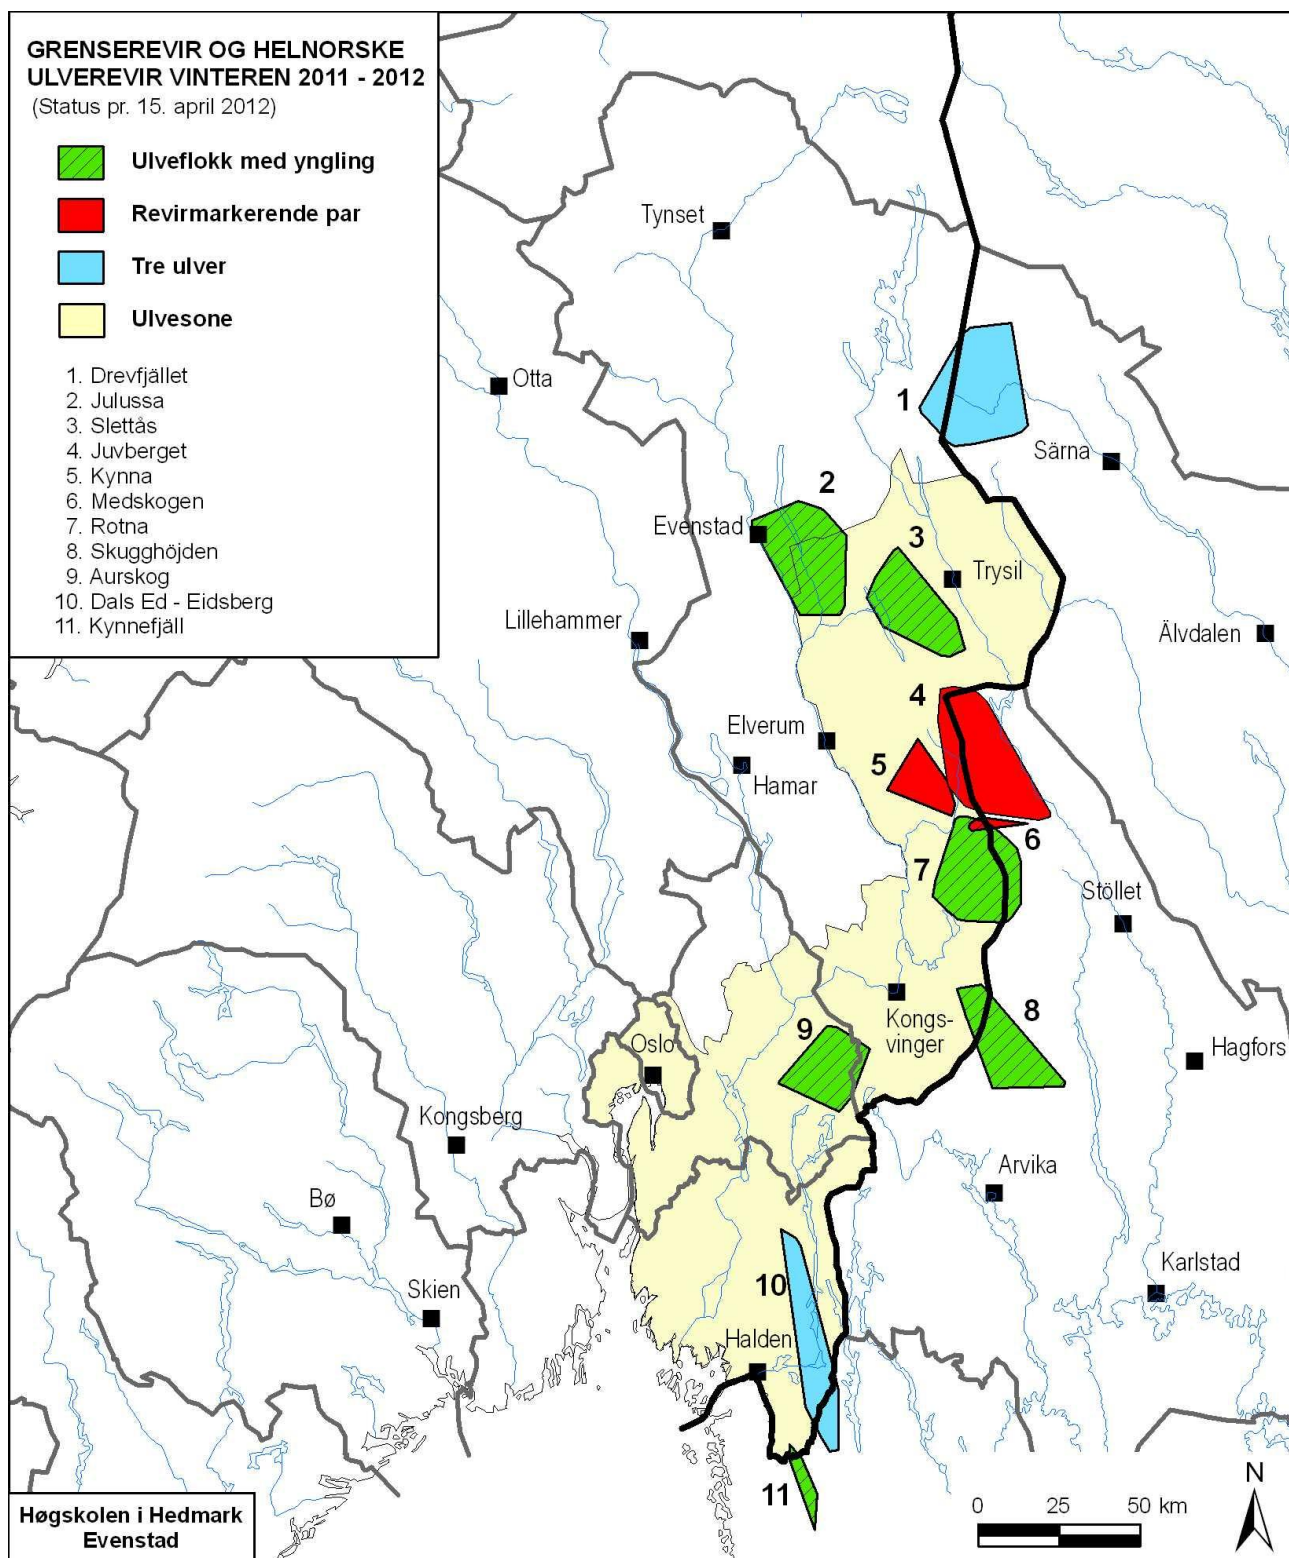 GRENSEREVIR OG HELNORSKE
ULVEREVIR VINTEREN 2011 - 2012
(Status pr. 15. april 2012)
Ulveflokk med yngling
Revirmarkerende par
Tre ulver
Ulvesone
1. Drevfjället
2. Julussa
3. Slettås
4. Juvberget
5. Kynna
6. Medskogen
7. Rotna
8. Skugghöjden
9. Aurskog
10. Dals Ed - Eidsberg
11. Kynnefjäll
Tynset
Otta
1
Särna
2
Evenstad
3
Trysil
Lillehammer
Älvdalen
4
Elverum
5
Hamar
6
7
Stöllet
Kongs-
vinger
8
9
Oslo
Hagfors
Kongsberg
Arvika
Bø
Karlstad
Skien
10
Halden
11
N
0 25 50 km
Høgskolen i Hedmark
Evenstad